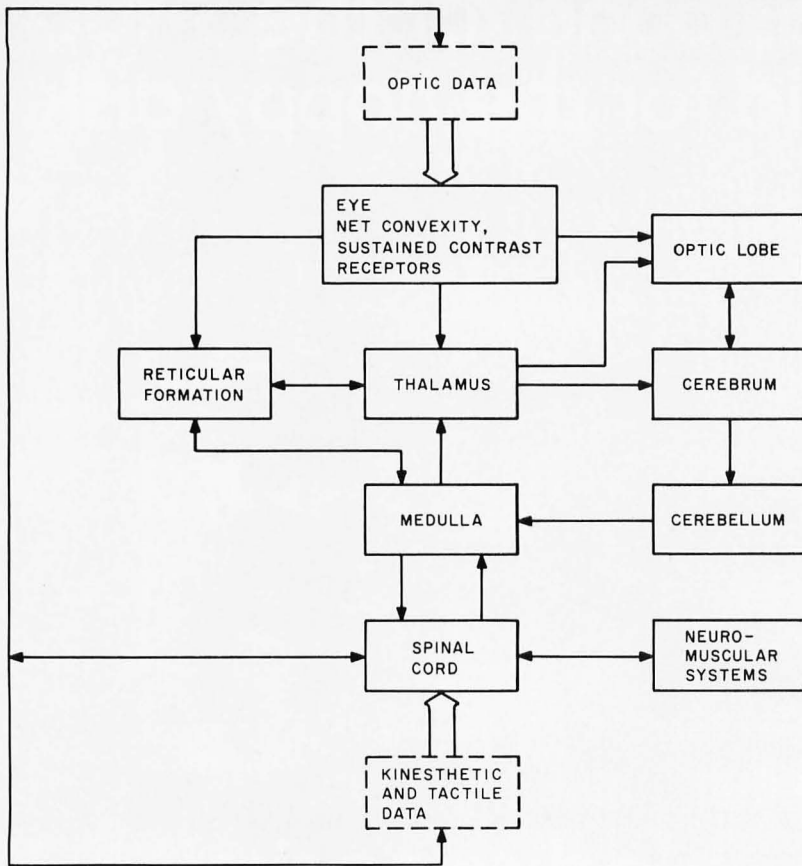 OPTIC DATA
EYE
NET CONVEXITY,
SUSTAINED CONTRAST
RECEPTORS
OPTIC LOBE
RETICULAR
FORMATION
THALAMUS
CEREBRUM
MEDULLA
CEREBELLUM
SPINAL
CORD
NEURO-
MUSCULAR
SYSTEMS
KINESTHETIC
AND TACTILE
DATA